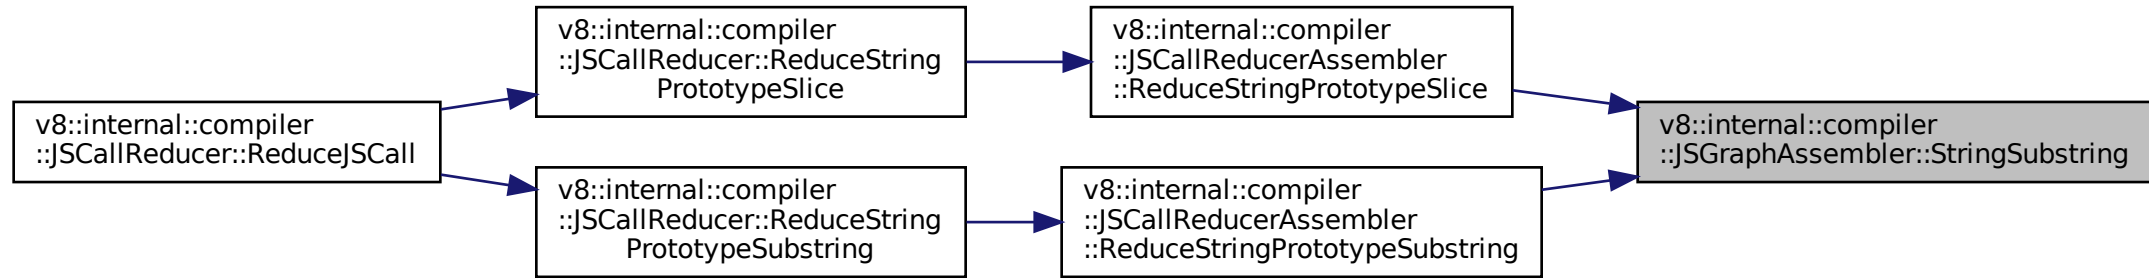 v8::internal::compiler
::JSCallReducer::ReduceJSCall
v8::internal::compiler
::JSCallReducer::ReduceString
PrototypeSlice
v8::internal::compiler
::JSCallReducer::ReduceString
PrototypeSubstring
v8::internal::compiler
::JSCallReducerAssembler
::ReduceStringPrototypeSlice
v8::internal::compiler
::JSCallReducerAssembler
::ReduceStringPrototypeSubstring
v8::internal::compiler
::JSGraphAssembler::StringSubstring